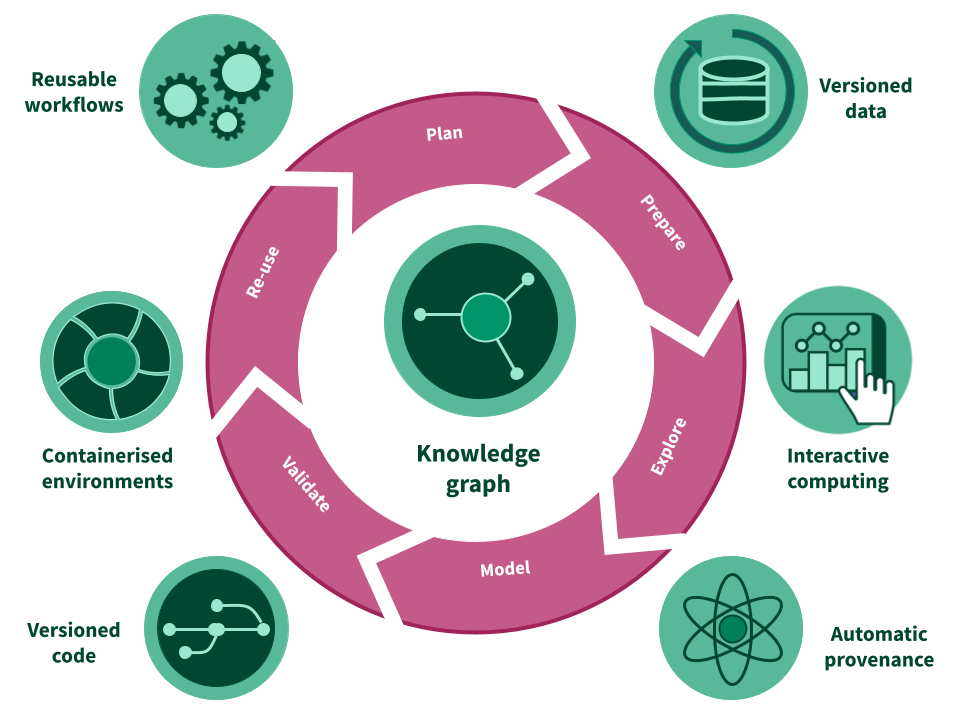 Reusable
workflows
Versioned
data
Plan
Prepare
Re-use
Explore
Knowledge
graph
Containerised
environments
Interactive
computing
Validate
Model
Versioned
code
Automatic
provenance